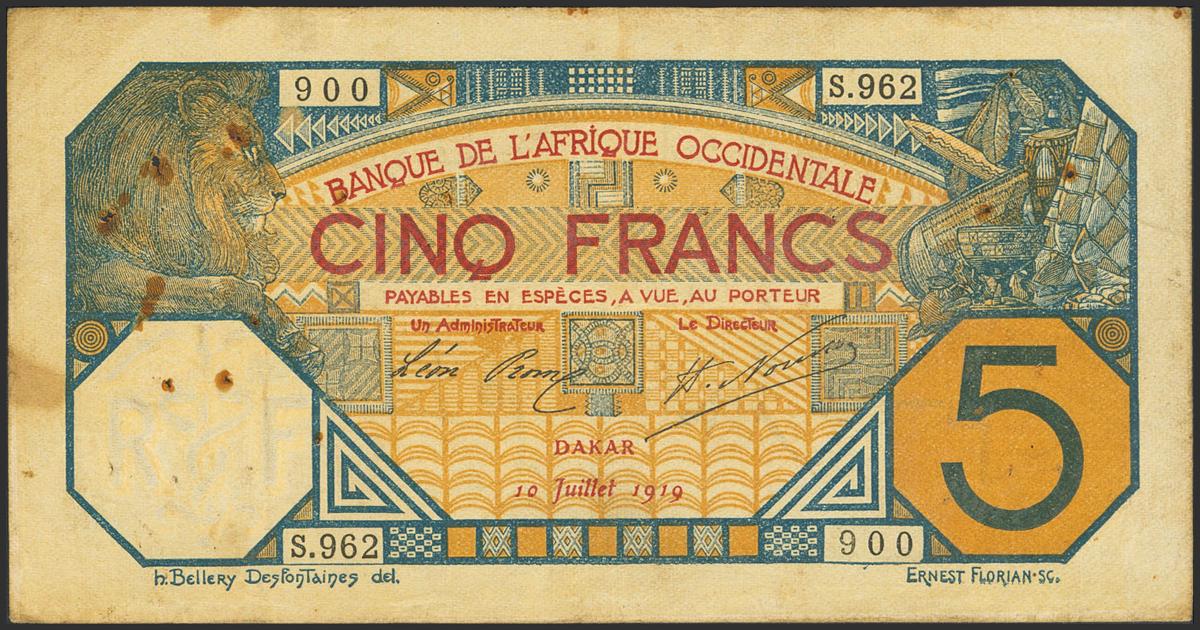 900
S.962
BANQUE DE L'AFRIQUE OCCIDENTALE
CINQ FRANCS
PAYABLES EN ESPÈCES, A VUE, AU PORTEUR
Un Administrateur
Le Directeur
Léon
H.
DAKAR
10 Juillet 1919
5
R F
S.962
900
h. Bellery Desfontaines del.
ERNEST FLORIAN·SC.